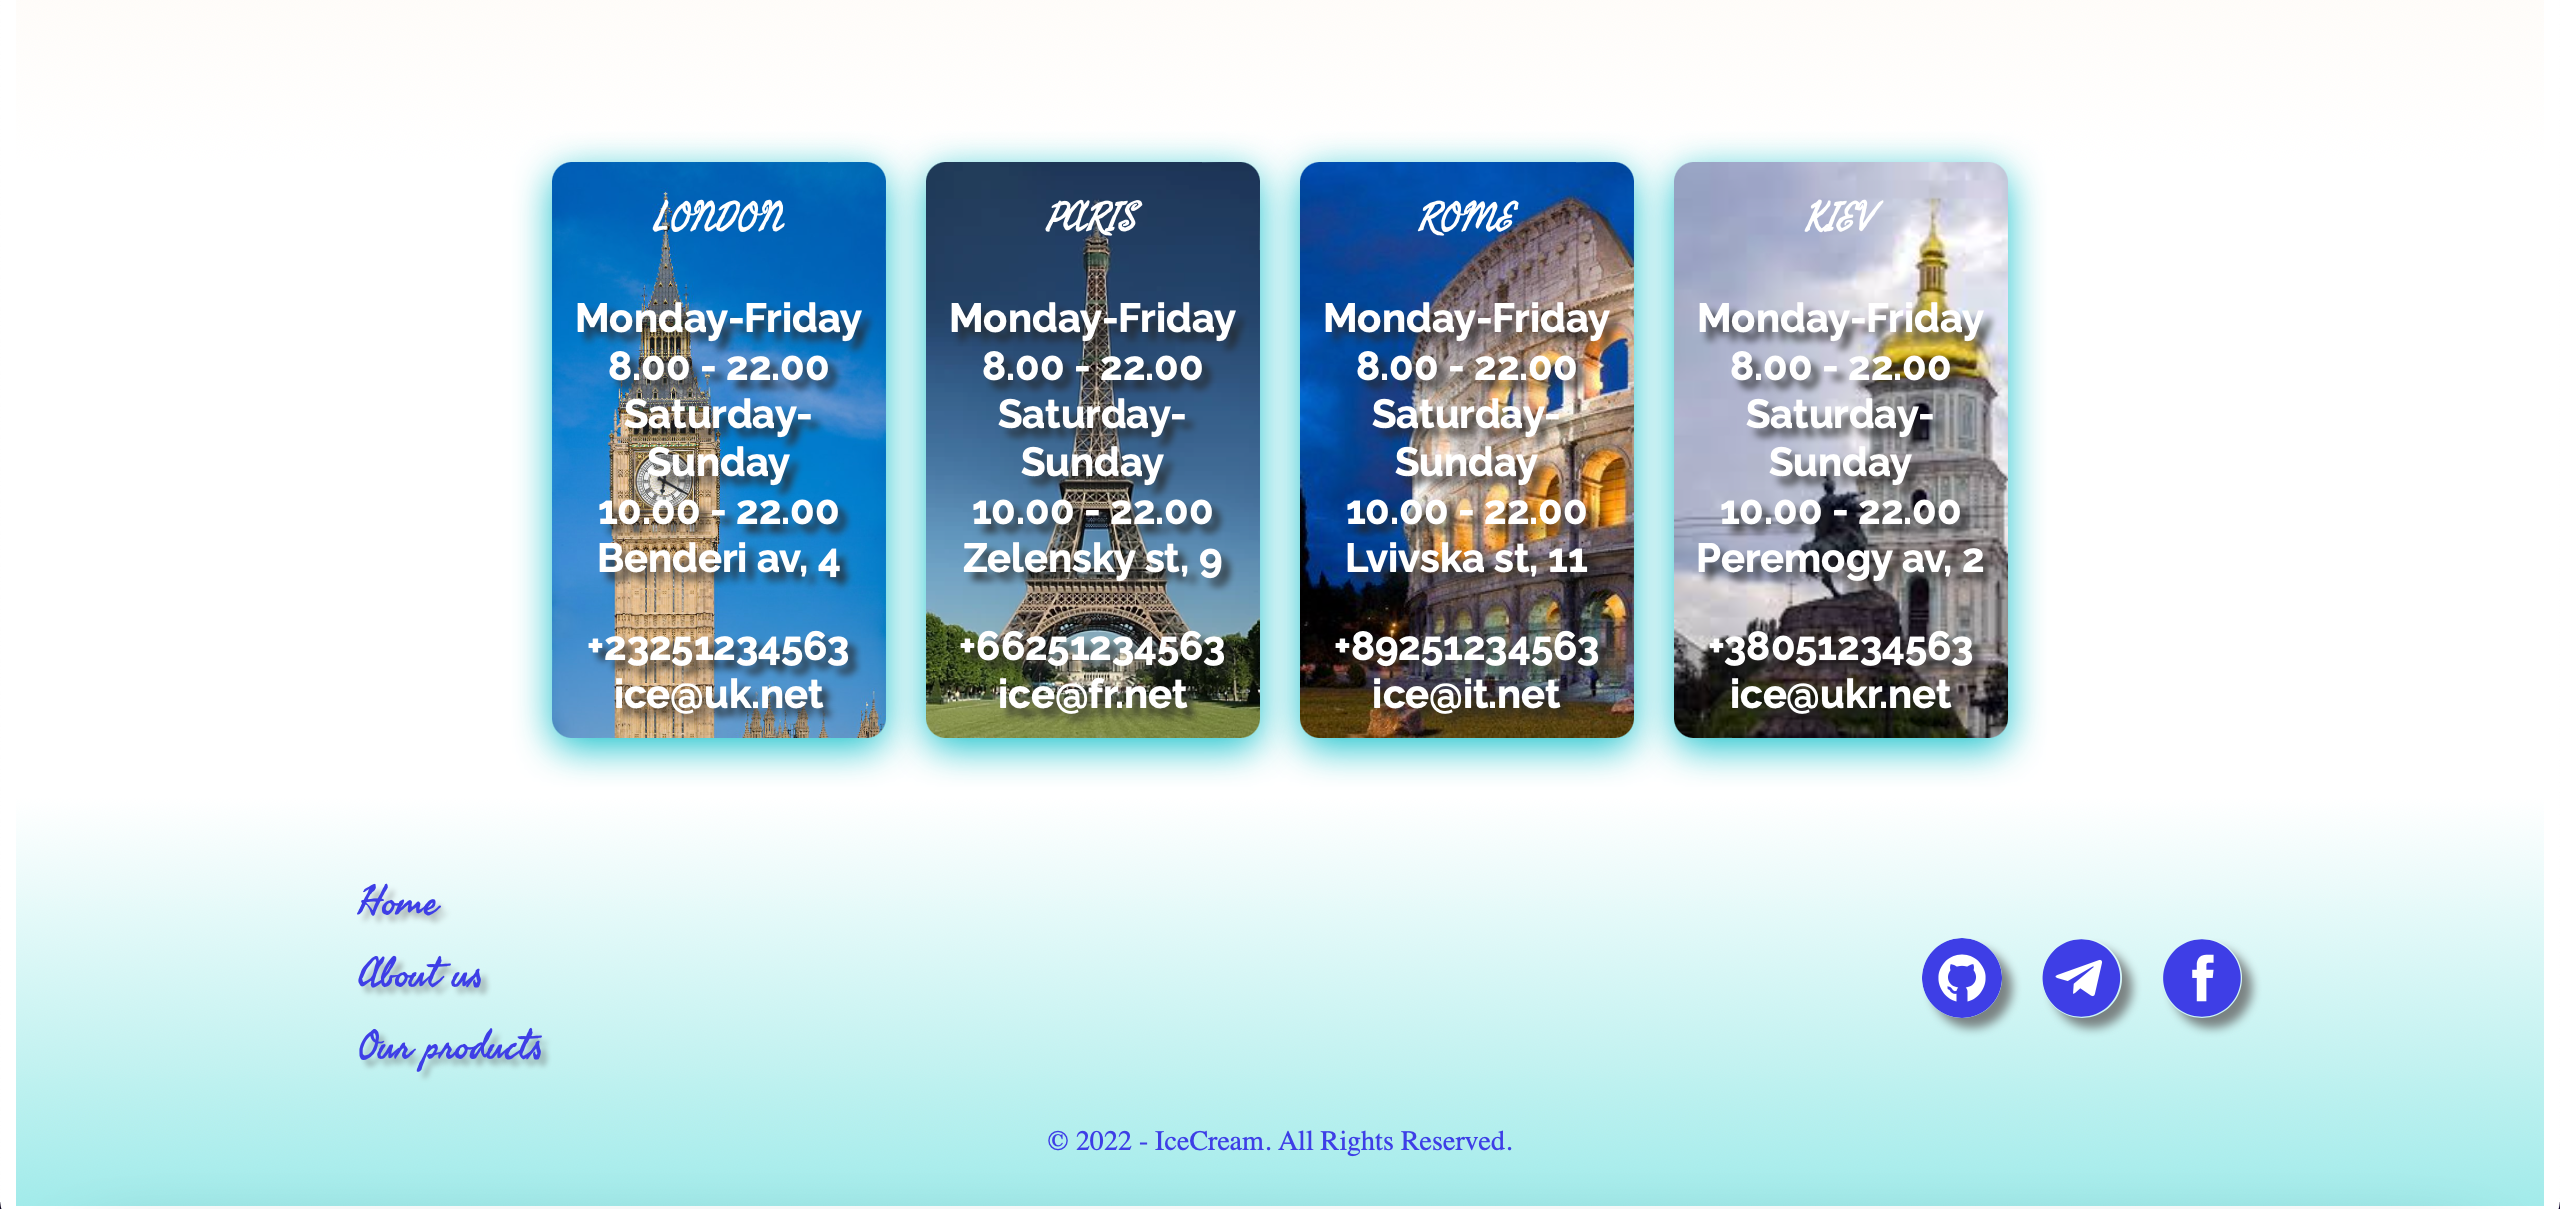 LONDON
Monday-Friday
8.00 - 22.00
Saturday-
Sunday
10.00 - 22.00
Benderi av, 4
+23251234563
ice@uk.net
PARIS
Monday-Friday
8.00 - 22.00
Saturday-
Sunday
10.00 - 22.00
Zelensky st, 9
+66251234563
ice@fr.net
ROME
Monday-Friday
8.00 - 22.00
Saturday-
Sunday
10.00 - 22.00
Lvivska st, 11
+89251234563
ice@it.net
KIEV
Monday-Friday
8.00 - 22.00
Saturday-
Sunday
10.00 - 22.00
Peremogy av, 2
+38051234563
ice@ukr.net
Home
About us
Our products
© 2022 - IceCream. All Rights Reserved.